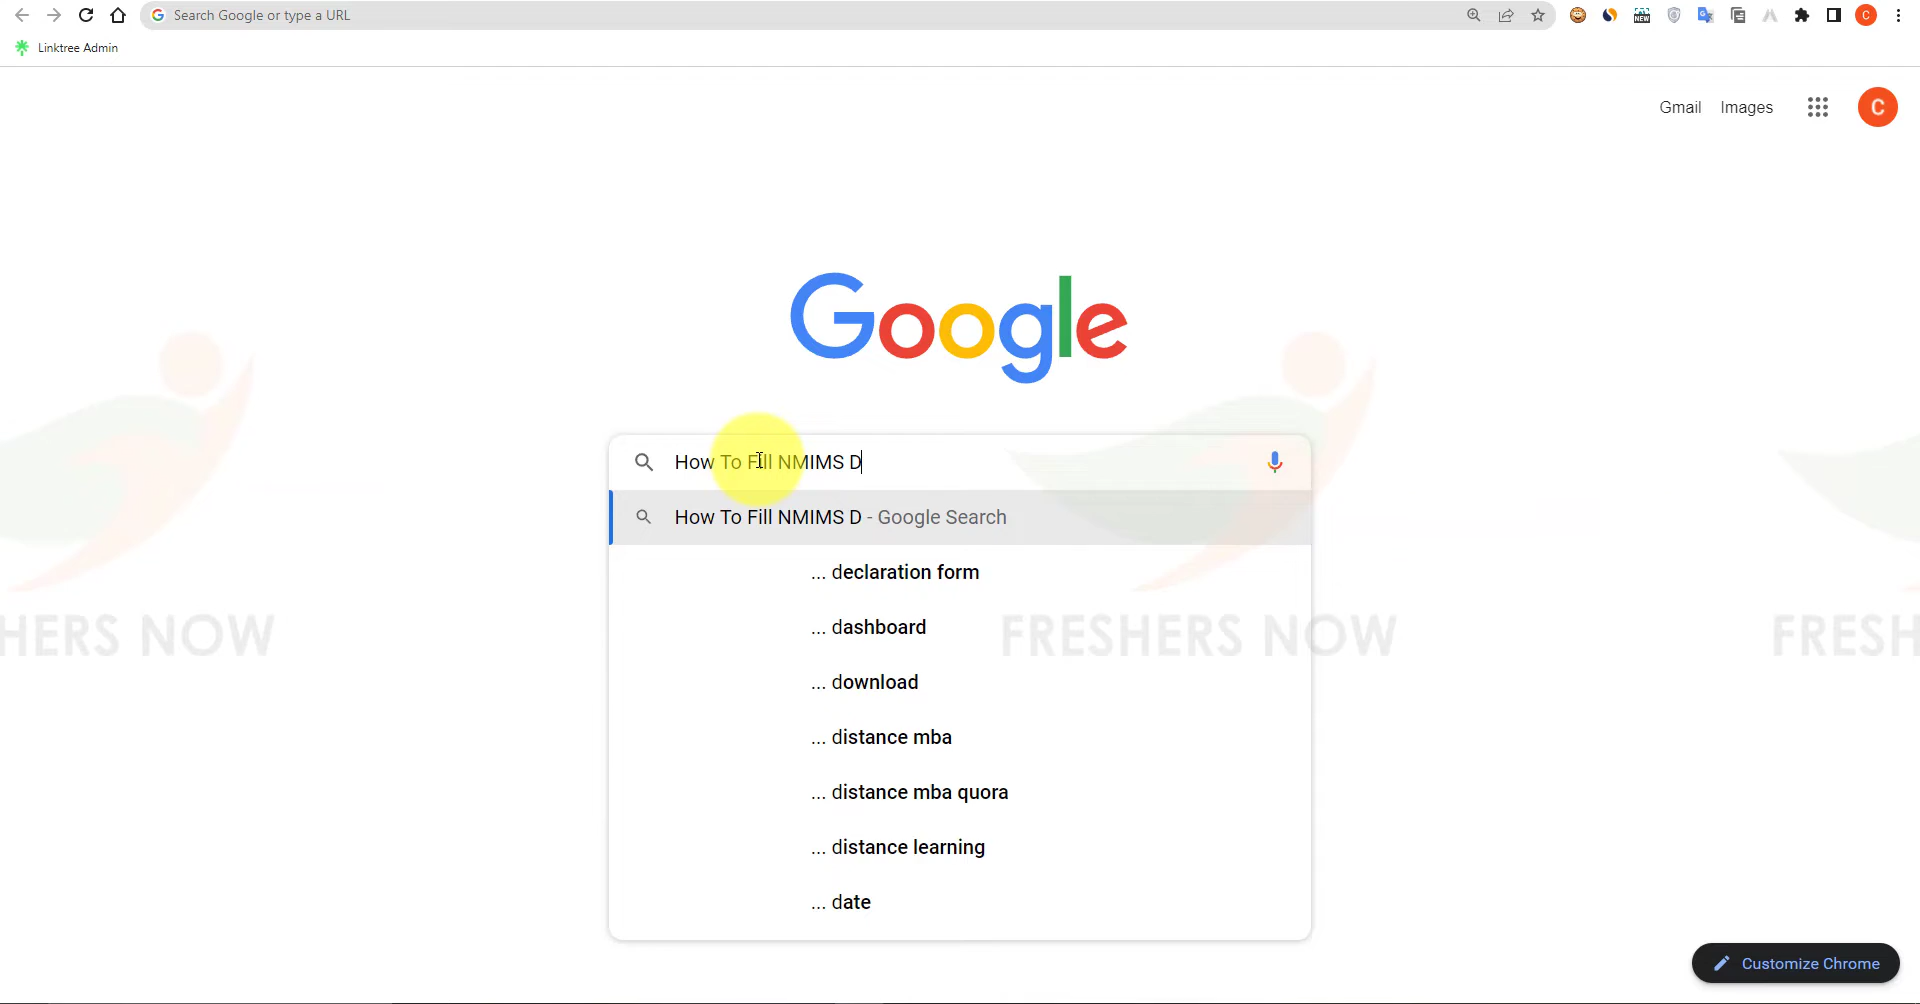 Search Google or type a URL
Linktree Admin
Gmail Images
C
Google
How To Fill NMIMS D
How To Fill NMIMS D - Google Search
... declaration form
... dashboard
... download
... distance mba
... distance mba quora
... distance learning
... date
HERS NOW
FRESHERS NOW
FRESH
Customize Chrome